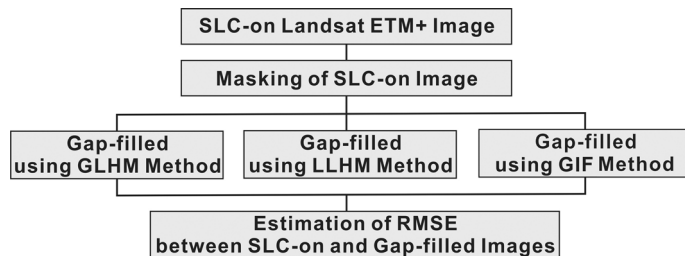 SLC-on Landsat ETM+ Image
Masking of SLC-on Image
Gap-filled
using GLHM Method
Gap-filled
using LLHM Method
Gap-filled
using GIF Method
Estimation of RMSE
between SLC-on and Gap-filled Images